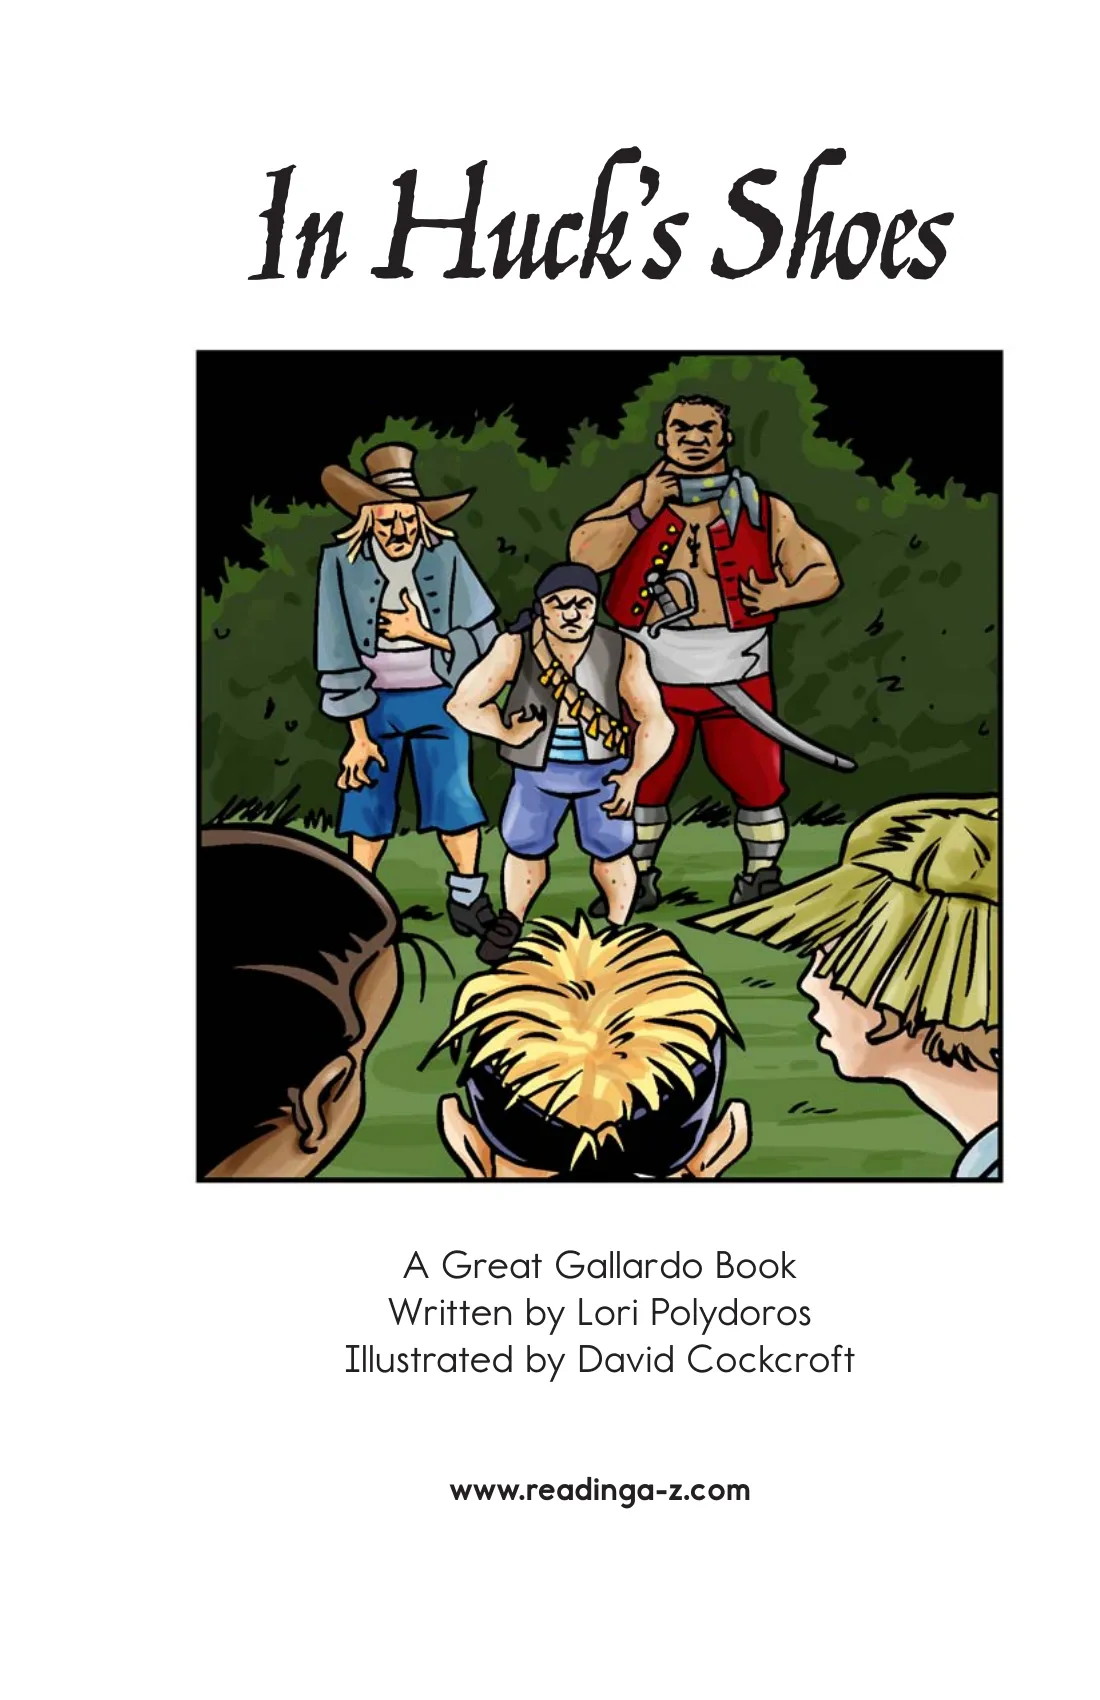 In Huck's Shoes
A Great Gallardo Book
Written by Lori Polydoros
Illustrated by David Cockcroft
www.readinga-z.com